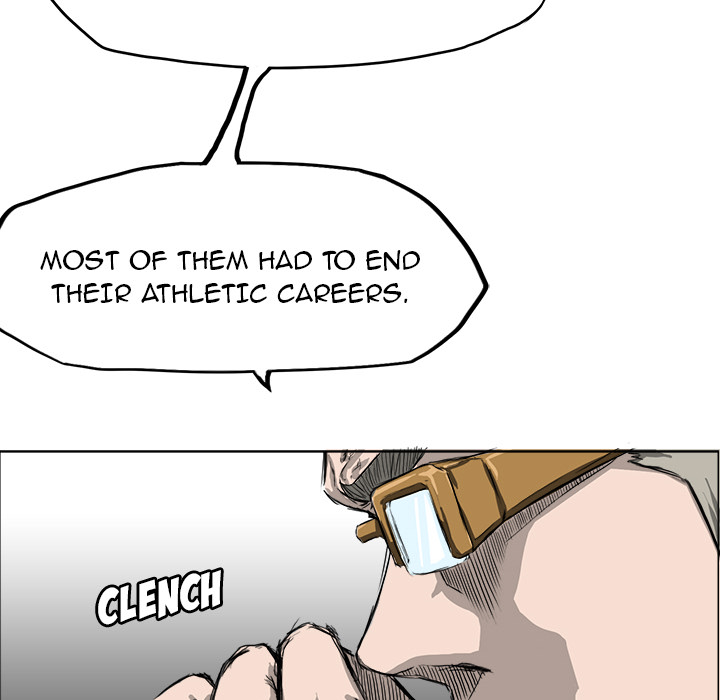 MOST OF THEM HAD TO END
THEIR ATHLETIC CAREERS.
CLENCH